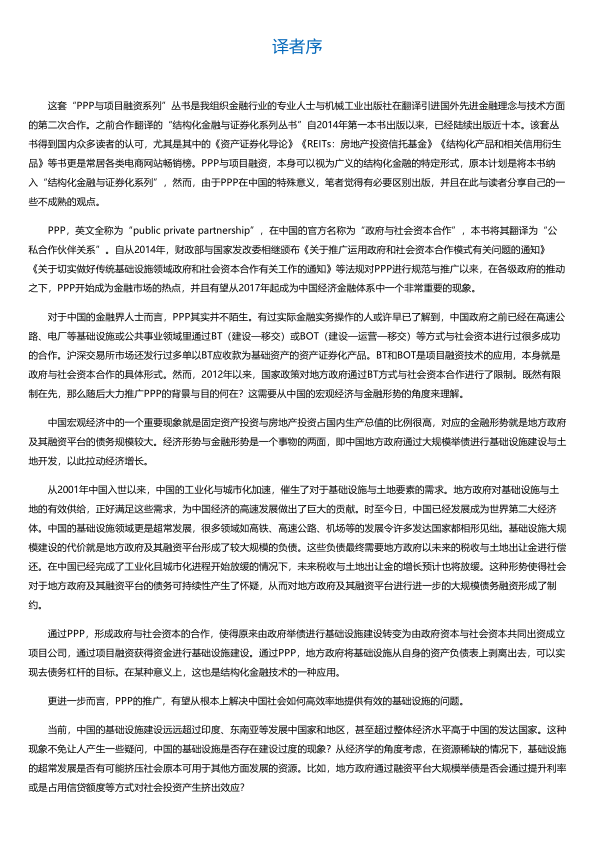 译者序
这套“PPP与项目融资系列”丛书是我组织金融行业的专业人士与机械工业出版社在翻译引进国外先进金融理念与技术方面
的第二次合作。之前合作翻译的“结构化金融与证券化系列丛书”自2014年第一本书出版以来，已经陆续出版近十本。该套丛
书得到国内众多读者的认可，尤其是其中的《资产证券化导论》《REITs：房地产投资信托基金》《结构化产品和相关信用衍生
品》等书更是常居各类电商网站畅销榜。PPP与项目融资，本身可以视为广义的结构化金融的特定形式，原本计划是将本书纳
入“结构化金融与证券化系列”，然而，由于PPP在中国的特殊意义，笔者觉得有必要区别出版，并且在此与读者分享自己的一
些不成熟的观点。
PPP，英文全称为“public private partnership”，在中国的官方名称为“政府与社会资本合作”，本书将其翻译为“公
私合作伙伴关系”。自从2014年，财政部与国家发改委相继颁布《关于推广运用政府和社会资本合作模式有关问题的通知》
《关于切实做好传统基础设施领域政府和社会资本合作有关工作的通知》等法规对PPP进行规范与推广以来，在各级政府的推动
之下，PPP开始成为金融市场的热点，并且有望从2017年起成为中国经济金融体系中一个非常重要的现象。
对于中国的金融界人士而言，PPP其实并不陌生。有过实际金融实务操作的人或许早已了解到，中国政府之前已经在高速公
路、电厂等基础设施或公共事业领域里通过BT（建设—移交）或BOT（建设—运营—移交）等方式与社会资本进行过很多成功
的合作。沪深交易所市场还发行过多单以BT应收款为基础资产的资产证券化产品。BT和BOT是项目融资技术的应用，本身就是
政府与社会资本合作的具体形式。然而，2012年以来，国家政策对地方政府通过BT方式与社会资本合作进行了限制。既然有限
制在先，那么随后大力推广PPP的背景与目的何在？这需要从中国的宏观经济与金融形势的角度来理解。
中国宏观经济中的一个重要现象就是固定资产投资与房地产投资占国内生产总值的比例很高，对应的金融形势就是地方政府
及其融资平台的债务规模较大。经济形势与金融形势是一个事物的两面，即中国地方政府通过大规模举债进行基础设施建设与土
地开发，以此拉动经济增长。
从2001年中国入世以来，中国的工业化与城市化加速，催生了对于基础设施与土地要素的需求。地方政府对基础设施与土
地的有效供给，正好满足这些需求，为中国经济的高速发展做出了巨大的贡献。时至今日，中国已经发展成为世界第二大经济
体。中国的基础设施领域更是超常发展，很多领域如高铁、高速公路、机场等的发展令许多发达国家都相形见绌。基础设施大规
模建设的代价就是地方政府及其融资平台形成了较大规模的负债。这些负债最终需要地方政府以未来的税收与土地出让金进行偿
还。在中国已经完成了工业化且城市化进程开始放缓的情况下，未来税收与土地出让金的增长预计也将放缓。这种形势使得社会
对于地方政府及其融资平台的债务可持续性产生了怀疑，从而对地方政府及其融资平台进行进一步的大规模债务融资形成了制
约。
通过PPP，形成政府与社会资本的合作，使得原来由政府举债进行基础设施建设转变为由政府资本与社会资本共同出资成立
项目公司，通过项目融资获得资金进行基础设施建设。通过PPP，地方政府将基础设施从自身的资产负债表上剥离出去，可以实
现去债务杠杆的目标。在某种意义上，这也是结构化金融技术的一种应用。
更进一步而言，PPP的推广，有望从根本上解决中国社会如何高效率地提供有效的基础设施的问题。
当前，中国的基础设施建设远远超过印度、东南亚等发展中国家和地区，甚至超过整体经济水平高于中国的发达国家。这种
现象不免让人产生一些疑问，中国的基础设施是否存在建设过度的现象？从经济学的角度考虑，在资源稀缺的情况下，基础设施
的超常发展是否有可能挤压社会原本可用于其他方面发展的资源。比如，地方政府通过融资平台大规模举债是否会通过提升利率
或是占用信贷额度等方式对社会投资产生挤出效应？